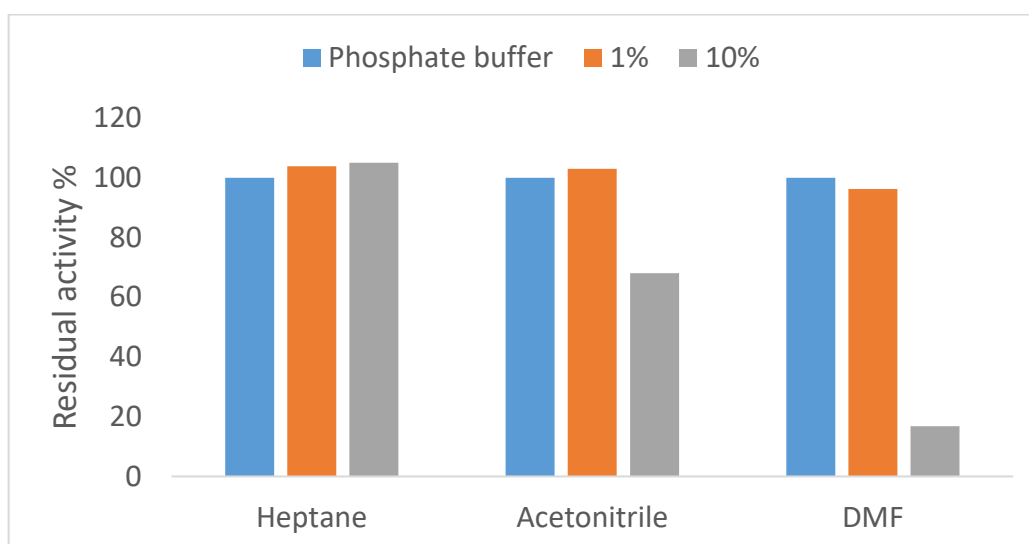 Phosphate buffer 1% 10%
Residual activity %
120
100
80
60
40
20
0
Heptane Acetonitrile DMF